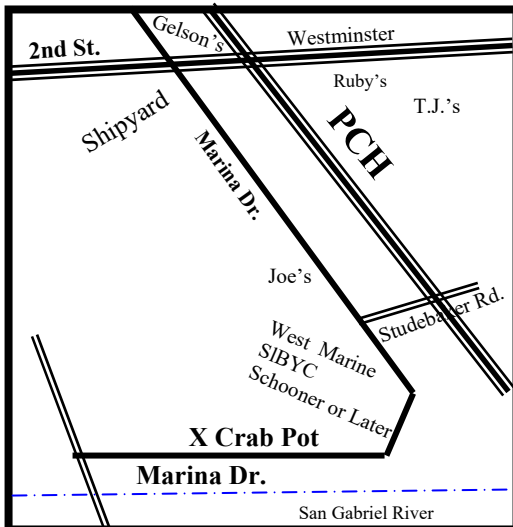 Gelson's
Westminster
2nd St.
Ruby's
T.J.'s
Shipyard
PCH
Marina Dr.
Joe's
Studebaker Rd.
West Marine
SlBYC
Schooner or Later
X Crab Pot
Marina Dr.
San Gabriel River